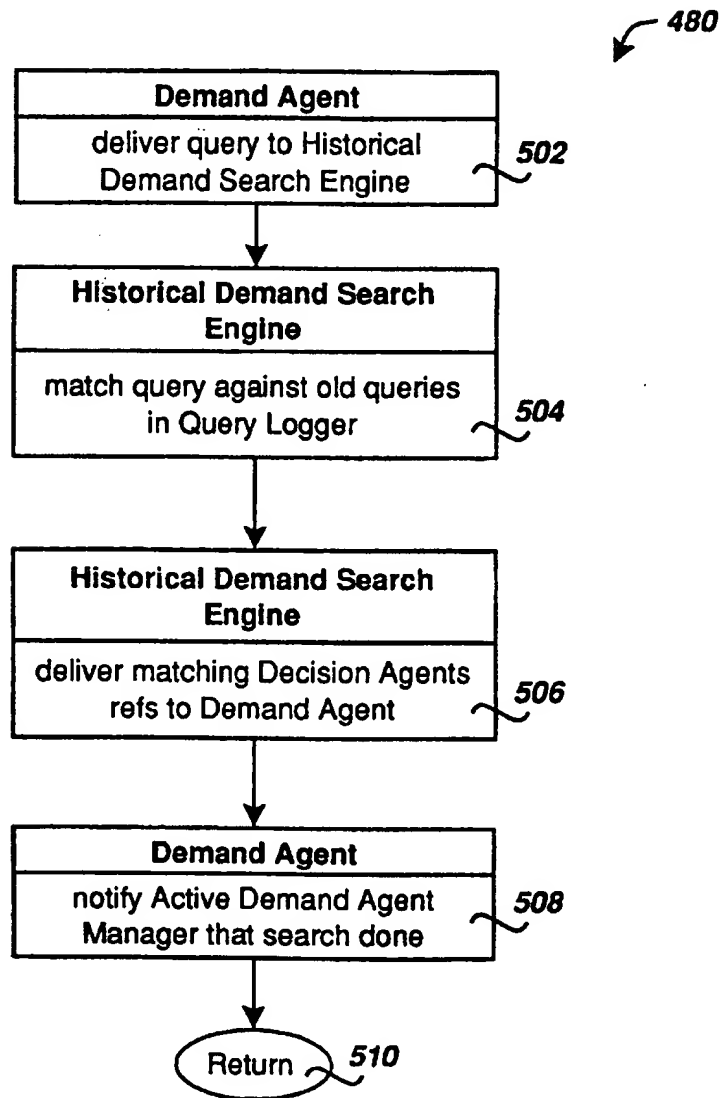 480
Demand Agent
deliver query to Historical
Demand Search Engine
502
Historical Demand Search
Engine
match query against old queries
in Query Logger
504
Historical Demand Search
Engine
deliver matching Decision Agents
refs to Demand Agent
506
Demand Agent
notify Active Demand Agent
Manager that search done
508
Return
510